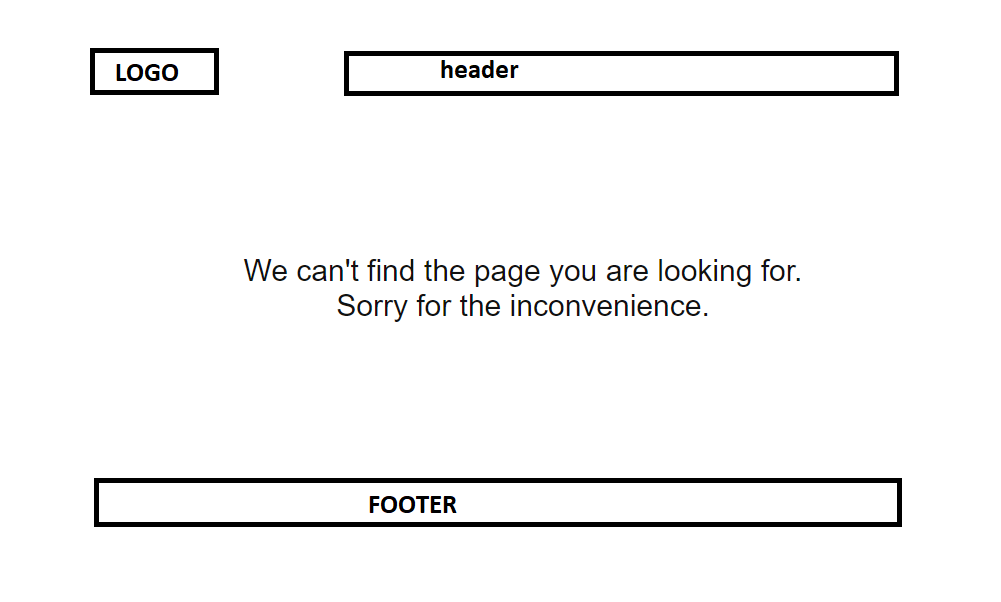 LOGO
header
We can't find the page you are looking for.
Sorry for the inconvenience.
FOOTER